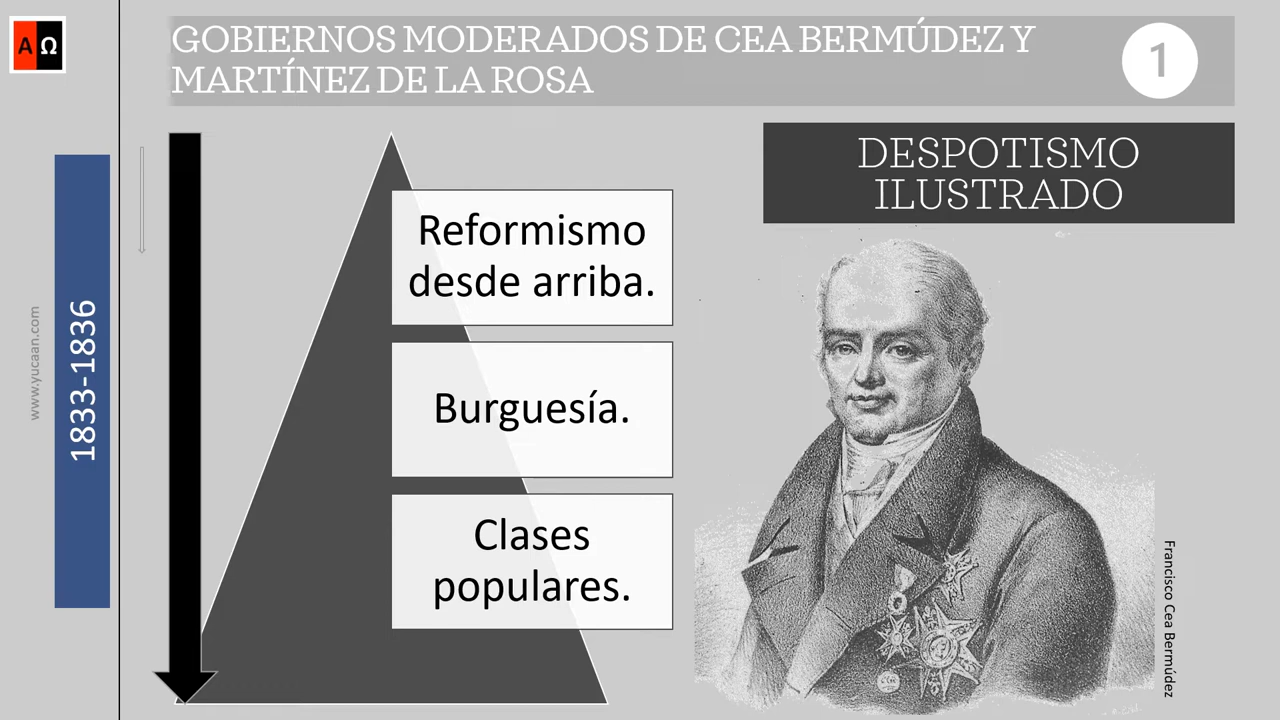 A Ω
GOBIERNOS MODERADOS DE CEA BERMÚDEZ Y
MARTÍNEZ DE LA ROSA
1
DESPOTISMO
ILUSTRADO
Reformismo
desde arriba.
Burguesía.
Clases
populares.
1833-1836
www.yucaan.com
Francisco Cea Bermúdez